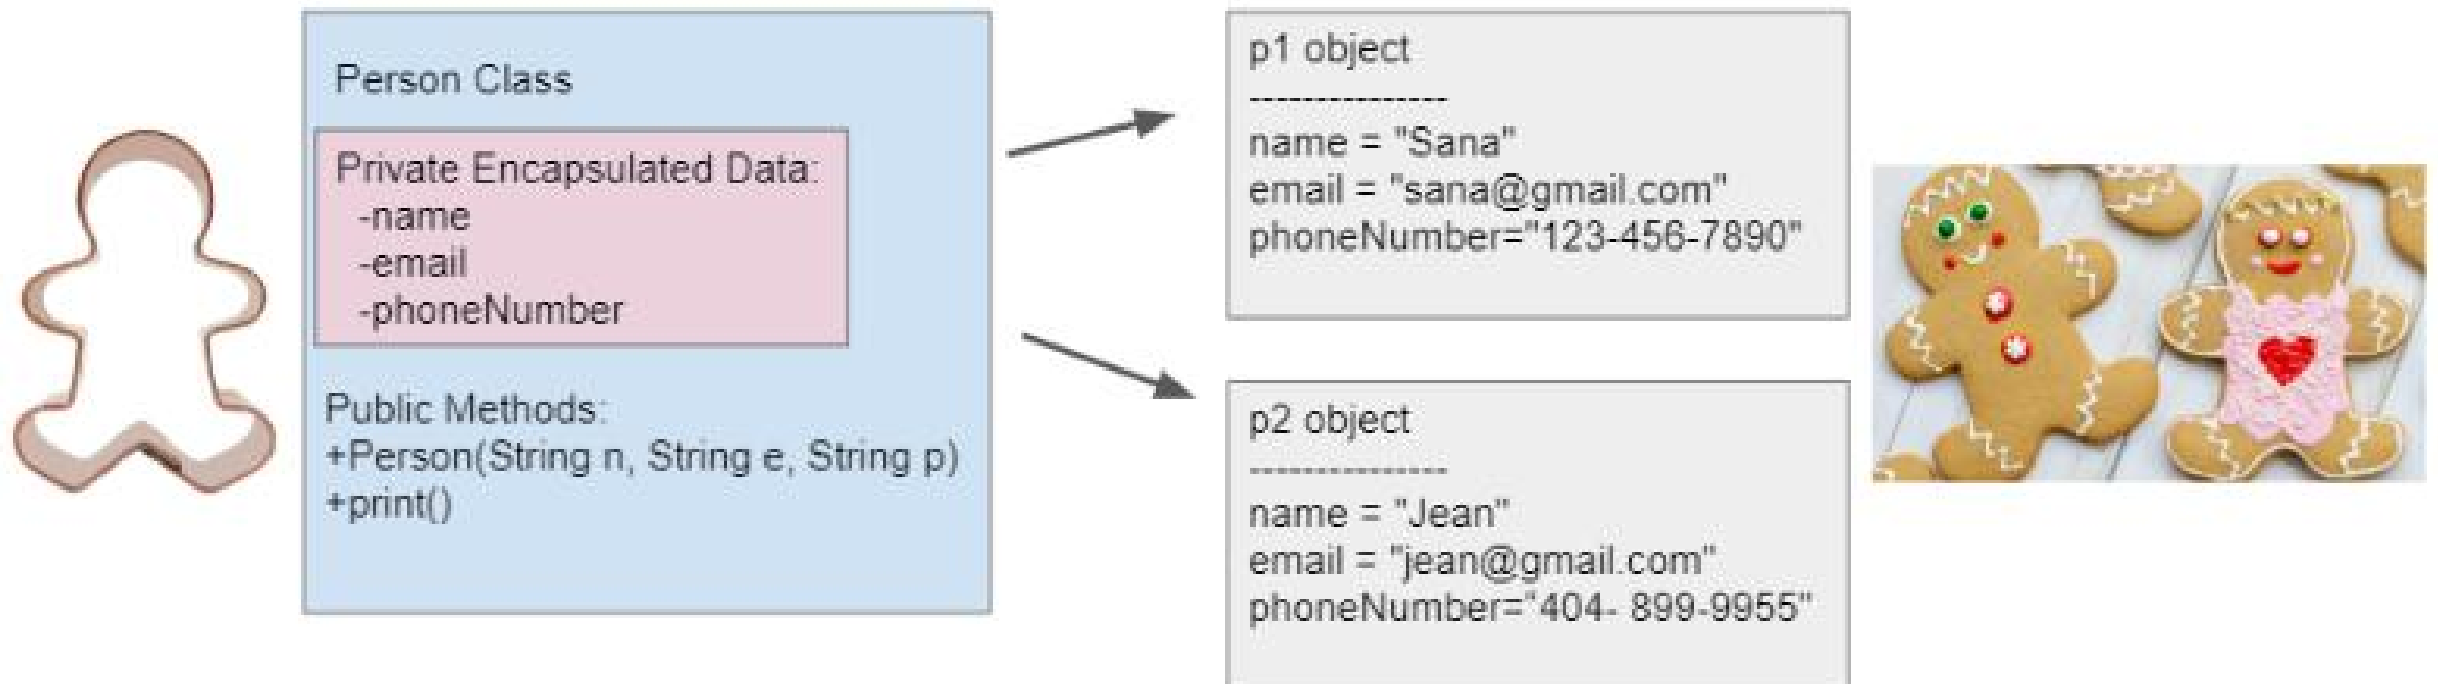 Person Class
Private Encapsulated Data:
-name
-email
-phoneNumber
Public Methods:
+Person(String n, String e, String p)
+print()
p1 object
---------------
name = "Sana"
email = "sana@gmail.com"
phoneNumber="123-456-7890"
p2 object
---------------
name = "Jean"
email = "jean@gmail.com"
phoneNumber="404- 899-9955"